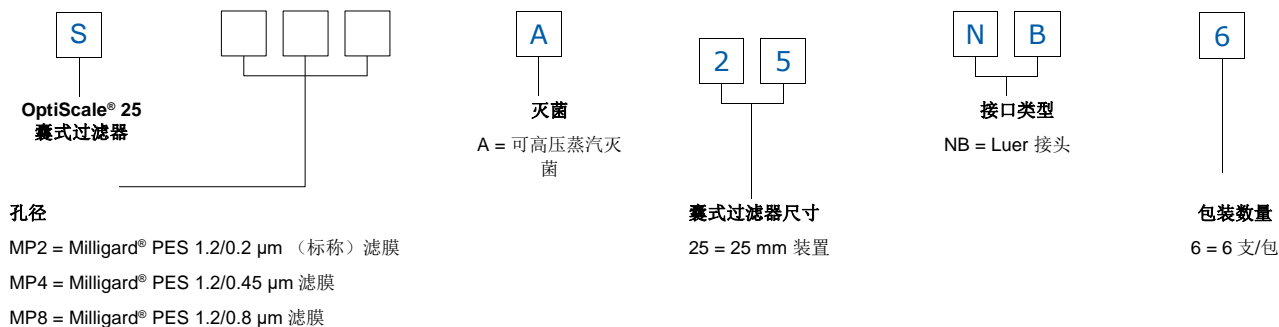 S
A
2 5
N B
6
OptiScale® 25
囊式过滤器
灭菌
A = 可高压蒸汽灭
菌
接口类型
NB = Luer 接头
孔径
MP2 = Milligard® PES 1.2/0.2 µm （标称）滤膜
MP4 = Milligard® PES 1.2/0.45 µm 滤膜
MP8 = Milligard® PES 1.2/0.8 µm 滤膜
囊式过滤器尺寸
25 = 25 mm 装置
包装数量
6 = 6 支/包